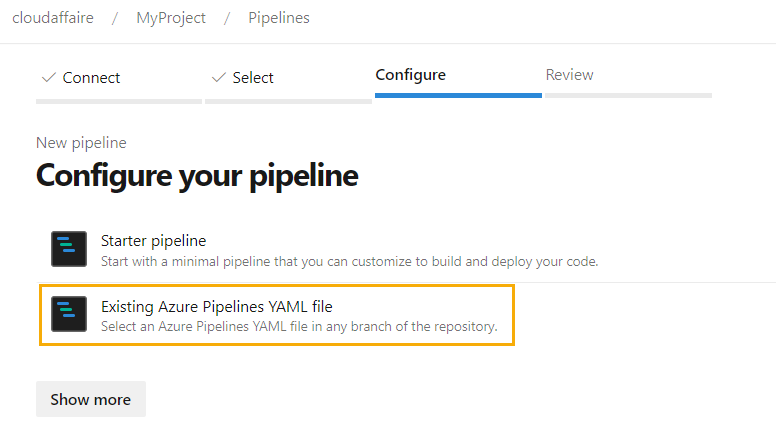 cloudaffaire / MyProject / Pipelines
Connect Select Configure Review
New pipeline
Configure your pipeline
Starter pipeline
Start with a minimal pipeline that you can customize to build and deploy your code.
Existing Azure Pipelines YAML file
Select an Azure Pipelines YAML file in any branch of the repository.
Show more